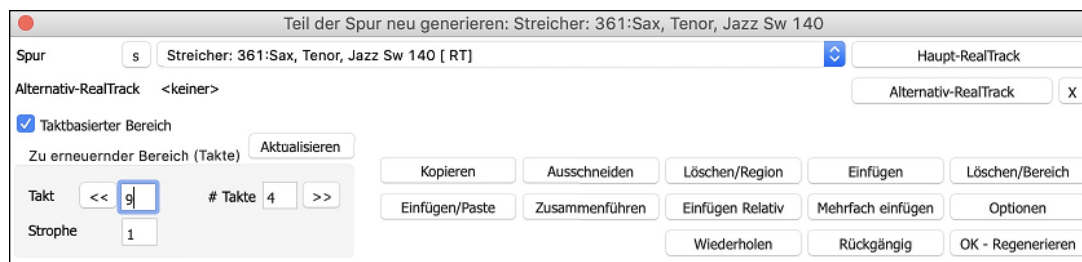 Teil der Spur neu generieren: Streicher: 361:Sax, Tenor, Jazz Sw 140
Spur s Streicher: 361:Sax, Tenor, Jazz Sw 140 [ RT] Haupt-RealTrack
Alternativ-RealTrack <keiner> Alternativ-RealTrack X
Taktbasierter Bereich
Zu erneuernder Bereich (Takte) Aktualisieren
Kopieren Ausschneiden Löschen/Region Einfügen Löschen/Bereich
Takt << 9 # Takte 4 >> Einfügen/Paste Zusammenführen Einfügen Relativ Mehrfach einfügen Optionen
Strophe 1 Wiederholen Rückgängig OK - Regenerieren